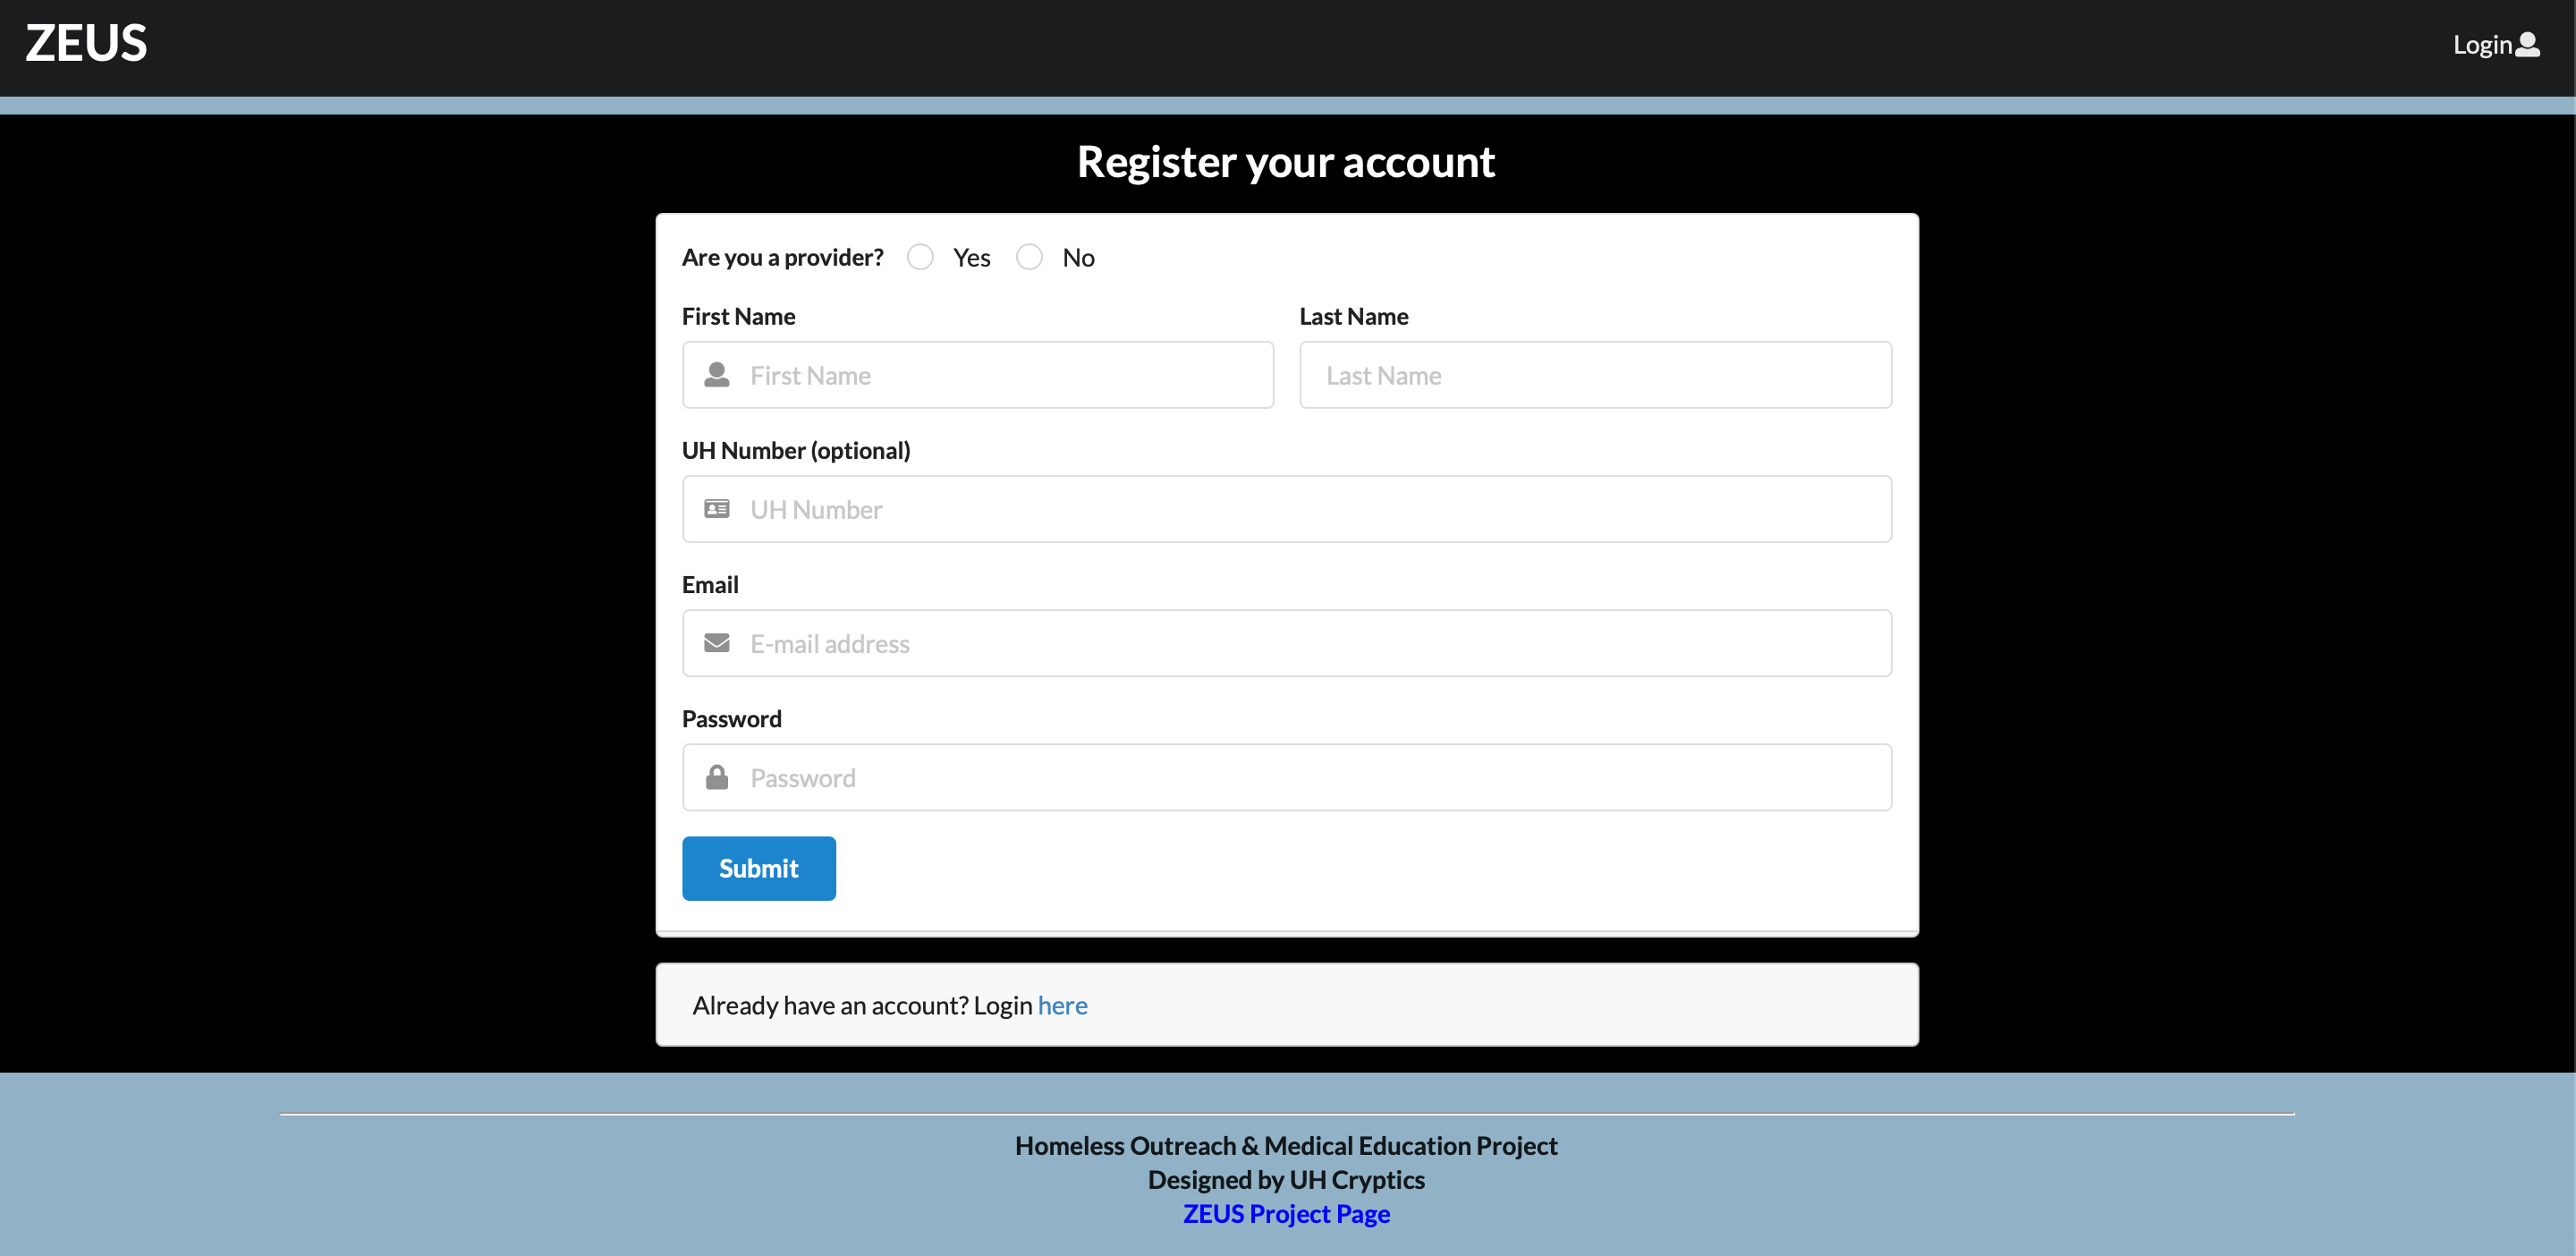 ZEUS
Login
Register your account
Are you a provider? Yes No
First Name Last Name
First Name Last Name
UH Number (optional)
UH Number
Email
E-mail address
Password
Password
Submit
Already have an account? Login here
Homeless Outreach & Medical Education Project
Designed by UH Cryptics
ZEUS Project Page